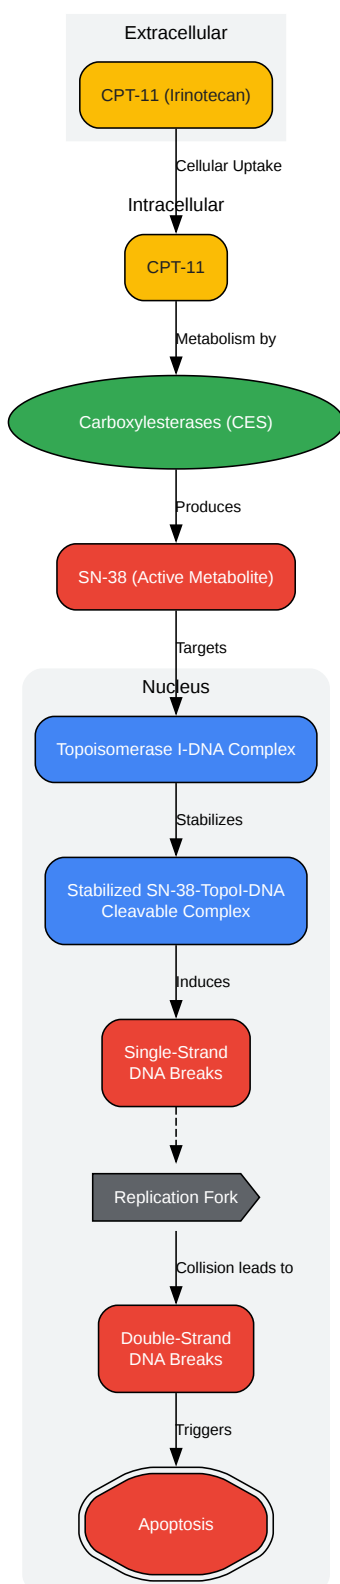 Extracellular
CPT-11 (Irinotecan)
Cellular Uptake
Intracellular
CPT-11
Metabolism by
Carboxylesterases (CES)
Produces
SN-38 (Active Metabolite)
Targets
Nucleus
Topoisomerase I-DNA Complex
Stabilizes
Stabilized SN-38-TopoI-DNA
Cleavable Complex
Induces
Single-Strand
DNA Breaks
Replication Fork
Collision leads to
Double-Strand
DNA Breaks
Triggers
Apoptosis